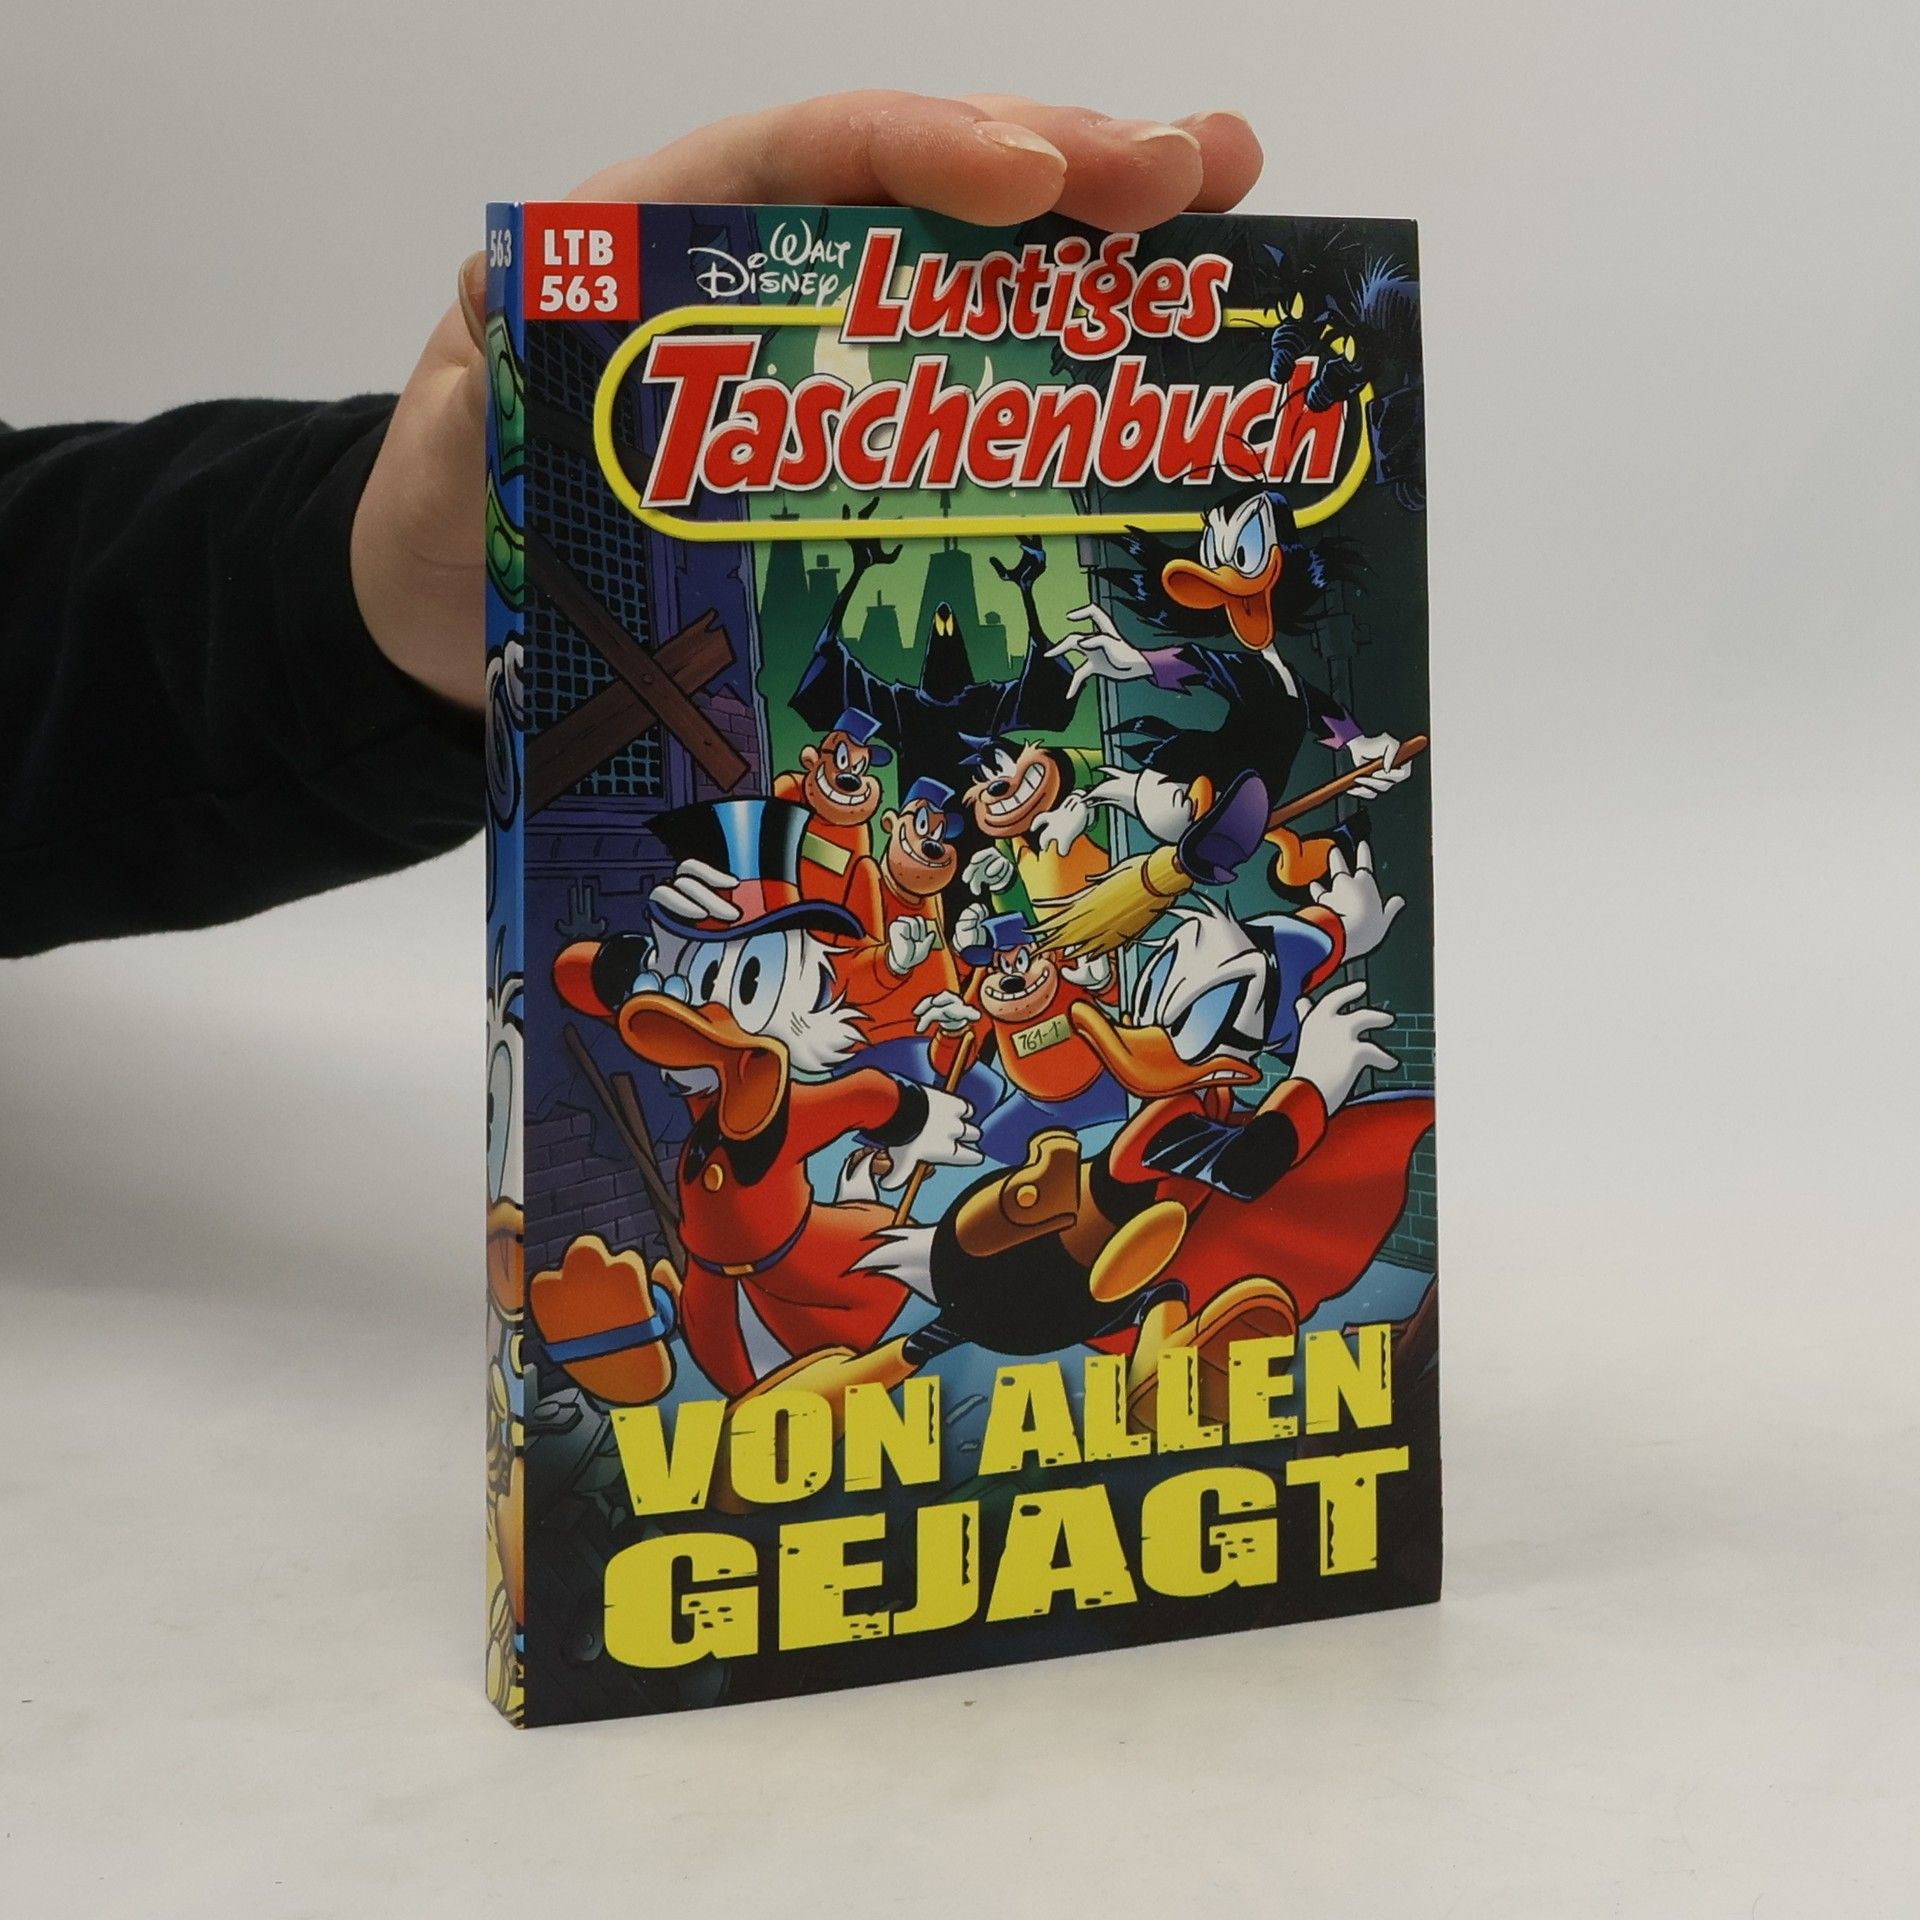 563
LTB
563
WALT
DISNEY
Lustiges
Taschenbuch
761-1
VON ALLEN
GEJAGT